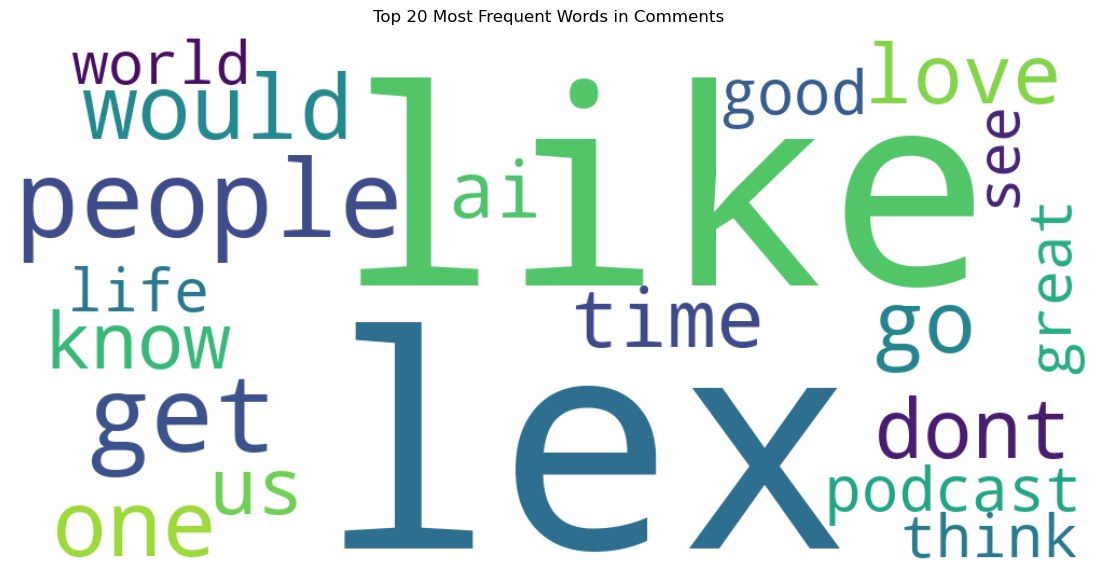 Top 20 Most Frequent Words in Comments
world
would
people
like
ai
good
love
see
great
life
know
time
go
get
lex
dont
us
one
podcast
think